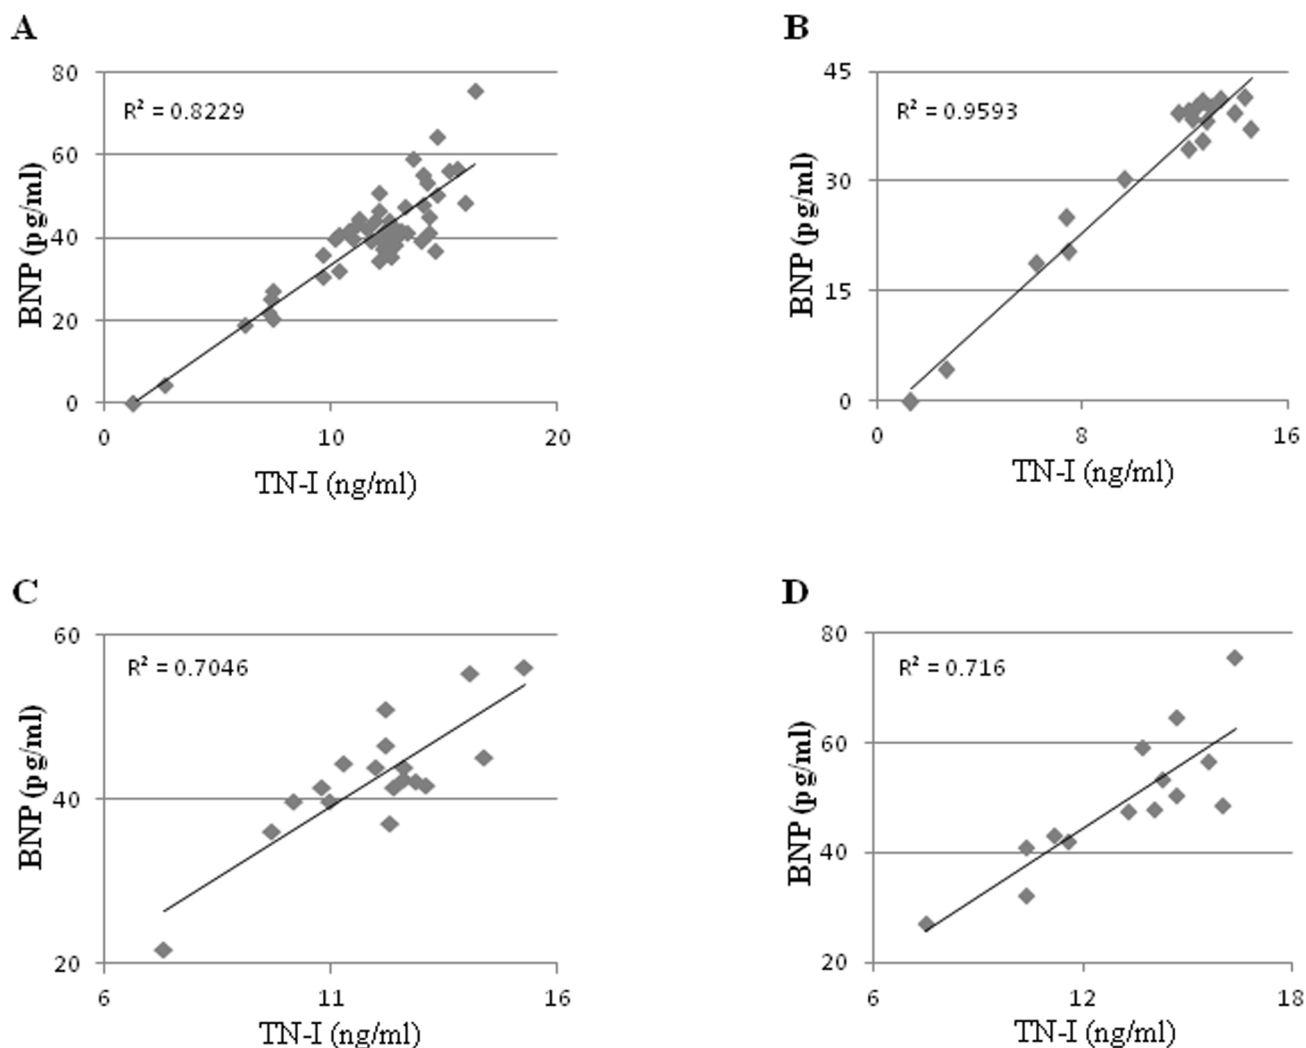 A
BNP (pg/ml)
80
60
40
20
0
R² = 0.8229
0 10 20
TN-I (ng/ml)
B
BNP (pg/ml)
45
30
15
0
R² = 0.9593
0 8 16
TN-I (ng/ml)
C
BNP (pg/ml)
60
40
20
R² = 0.7046
6 11 16
TN-I (ng/ml)
D
BNP (pg/ml)
80
60
40
20
R² = 0.716
6 12 18
TN-I (ng/ml)